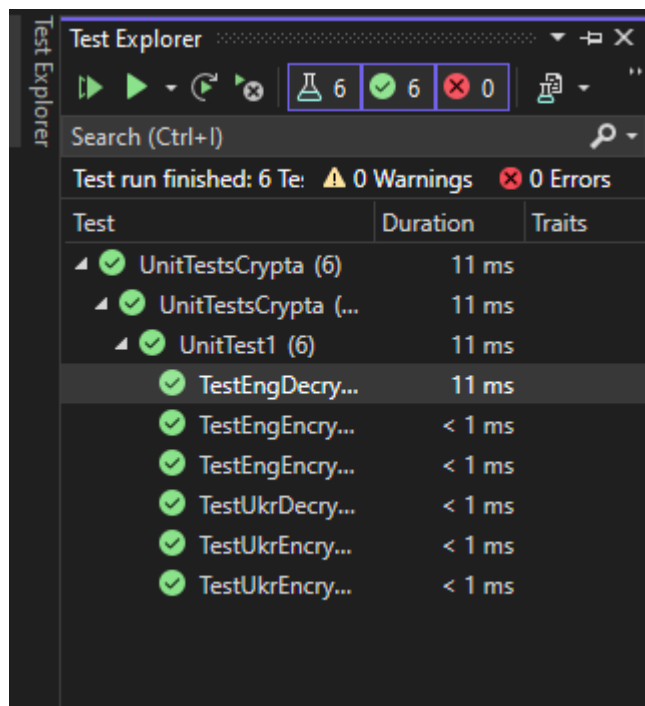 Test Explorer
Test Explorer
6 6 0
Search (Ctrl+I)
Test run finished: 6 Te: 0 Warnings 0 Errors
Test Duration Traits
UnitTestsCrypta (6) 11 ms
UnitTestsCrypta (... 11 ms
UnitTest1 (6) 11 ms
TestEngDecry... 11 ms
TestEngEncry... < 1 ms
TestEngEncry... < 1 ms
TestUkrDecry... < 1 ms
TestUkrEncry... < 1 ms
TestUkrEncry... < 1 ms